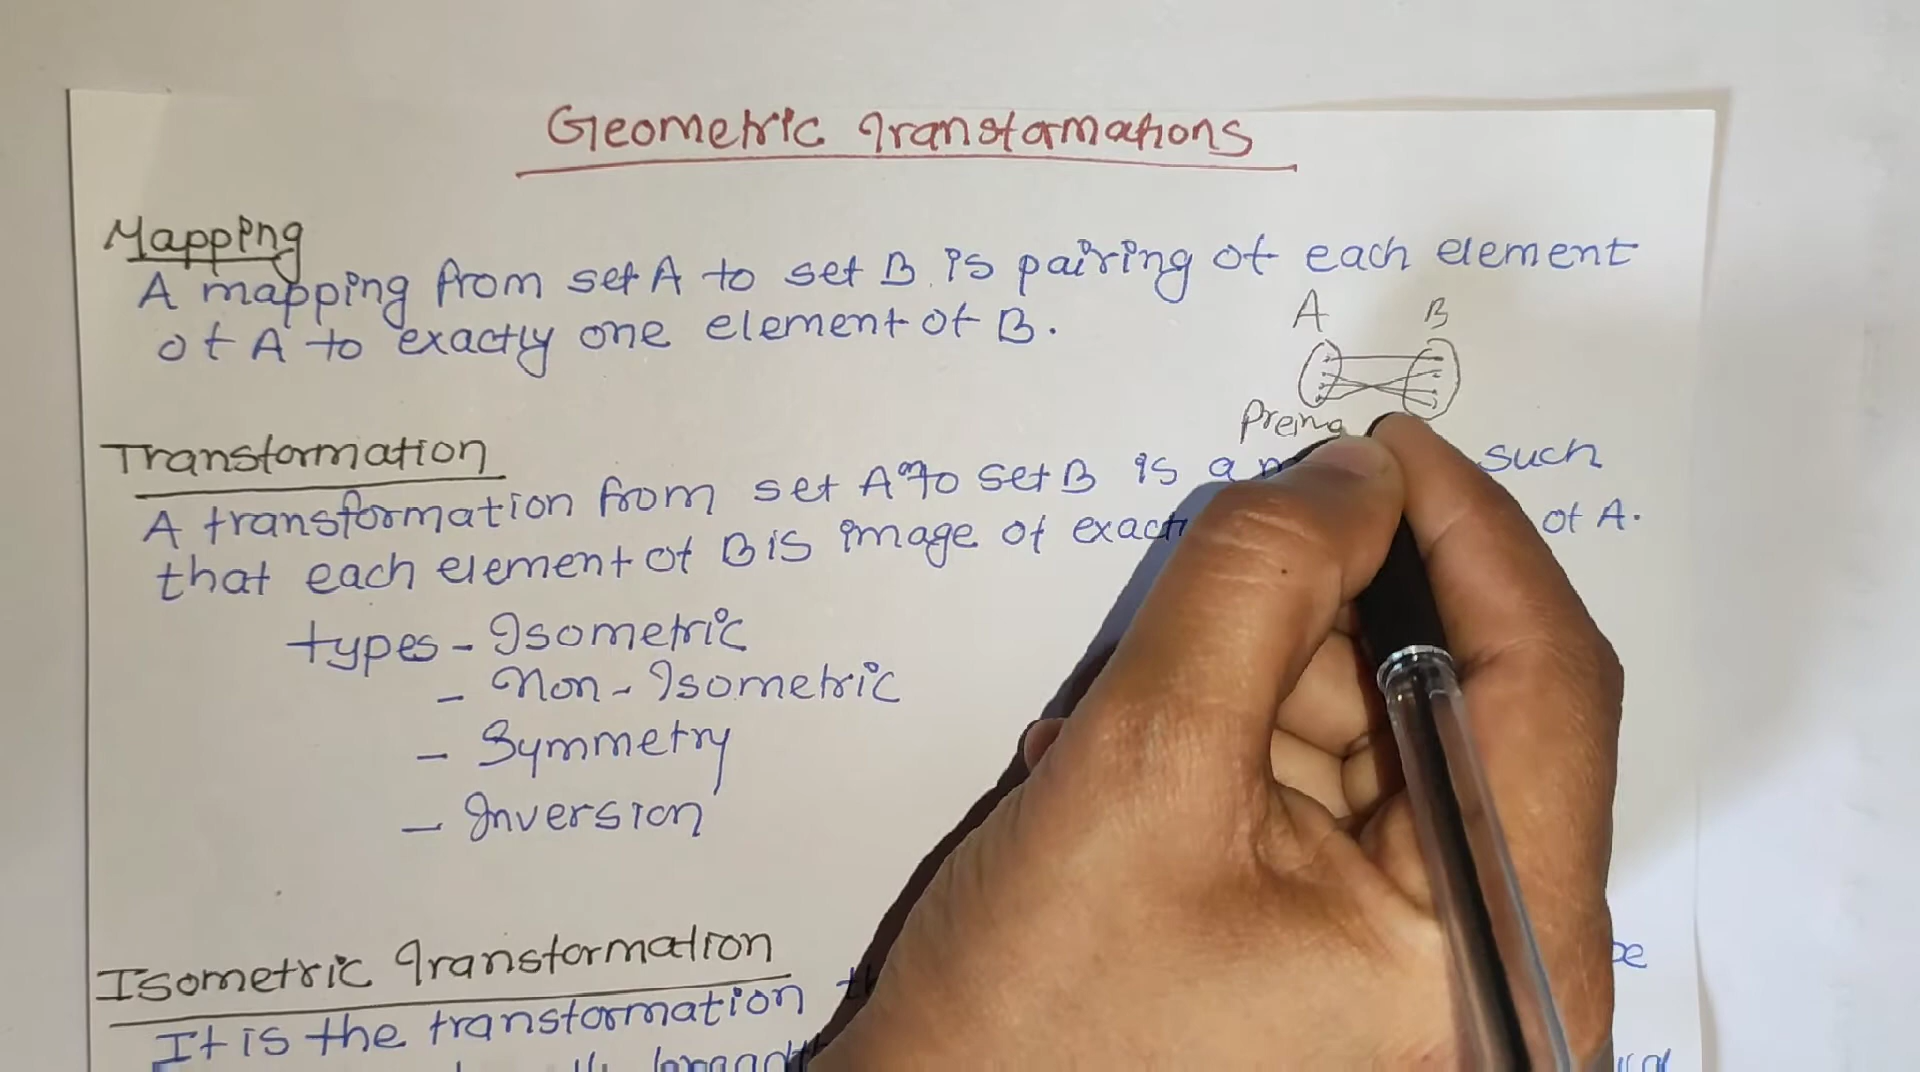 Geometric Transformations
Mapping
A mapping from set A to set B is pairing of each element
of A to exactly one element of B.
A B
Preimg
Transformation
A transformation from set A to set B is a such
that each element of B is image of of A.
types - Isometric
- Non - Isometric
- Symmetry
- Inversion
Isometric Transformation
It is the transformation be